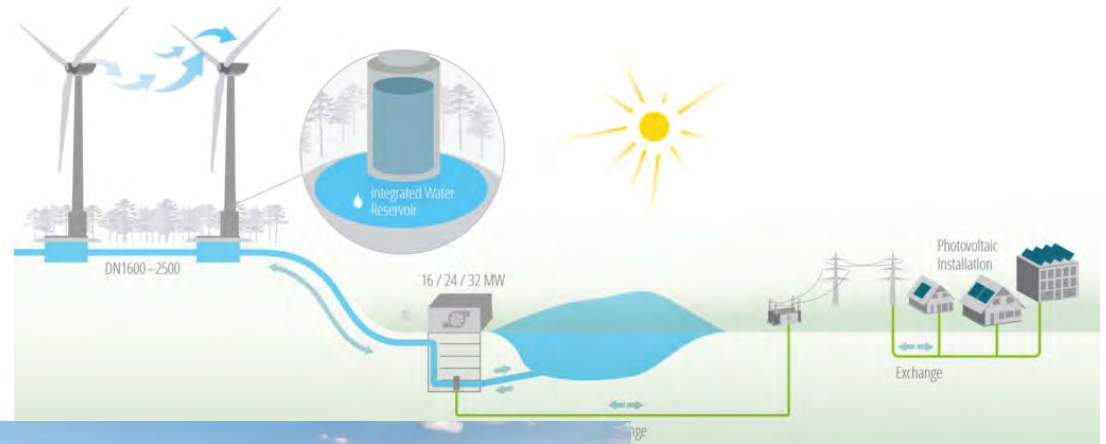 Integrated Water
Reservoir
DN1600–2500
16 / 24 / 32 MW
Photovoltaic
Installation
Exchange